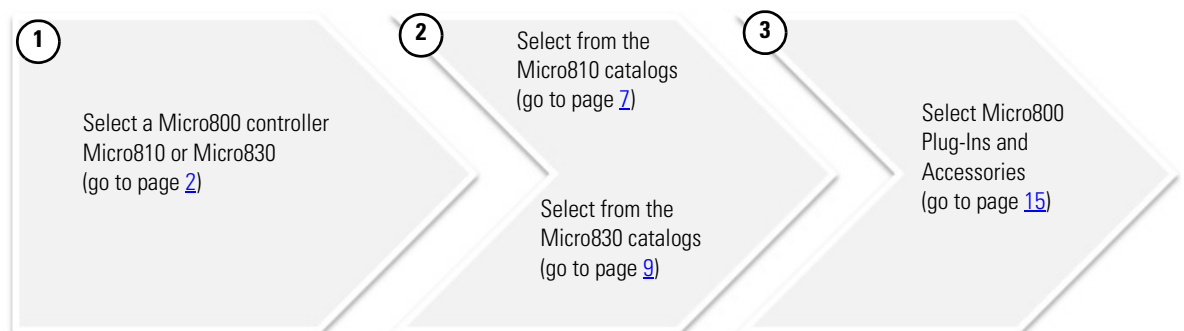 1
Select a Micro800 controller
Micro810 or Micro830
(go to page 2)
2
Select from the
Micro810 catalogs
(go to page 7)
Select from the
Micro830 catalogs
(go to page 9)
3
Select Micro800
Plug-Ins and
Accessories
(go to page 15)